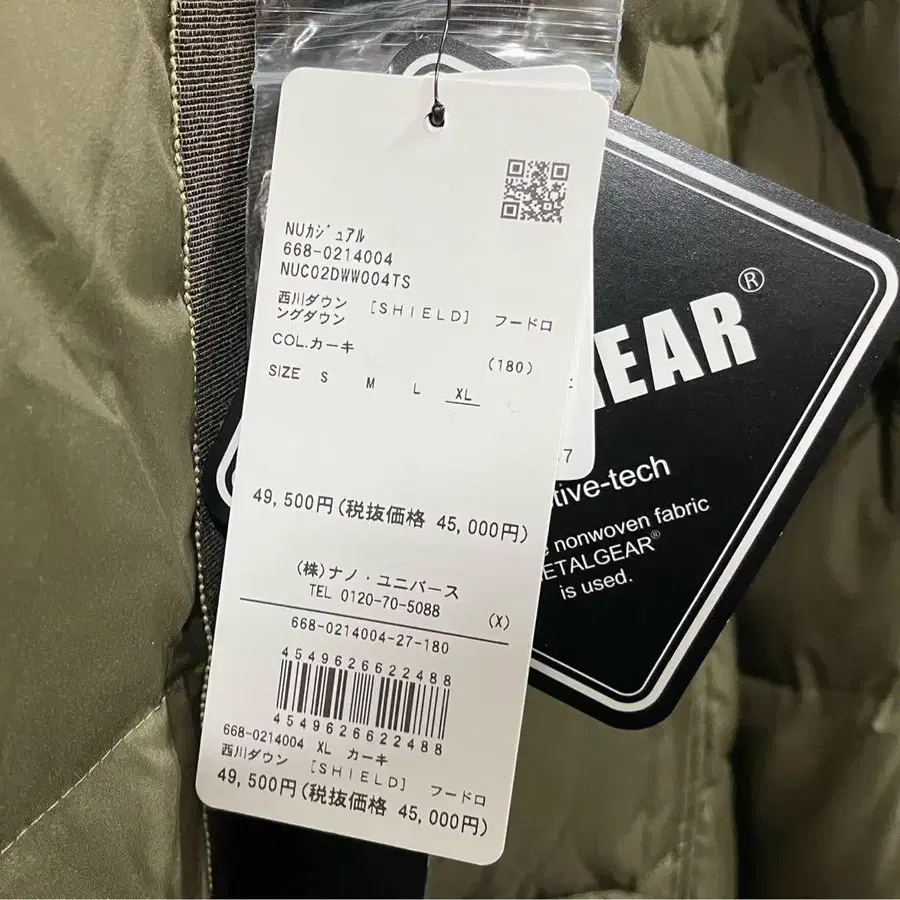 NUｶｼﾞｭｱﾙ
668-0214004
NUC02DWW004TS
西川ダウン ［SHIELD］ フードロ
ングダウン
COL.カーキ (180)
SIZE S M L XL
49,500円(税抜価格 45,000円)
(株)ナノ・ユニバース
TEL 0120-70-5088 (X)
668-0214004-27-180
4549626622488
4549626622488
668-0214004 XL カーキ
西川ダウン ［SHIELD］ フードロ
49,500円(税抜価格 45,000円)
7
EAR®
tive-tech
nonwoven fabric
ETALGEAR®
is used.